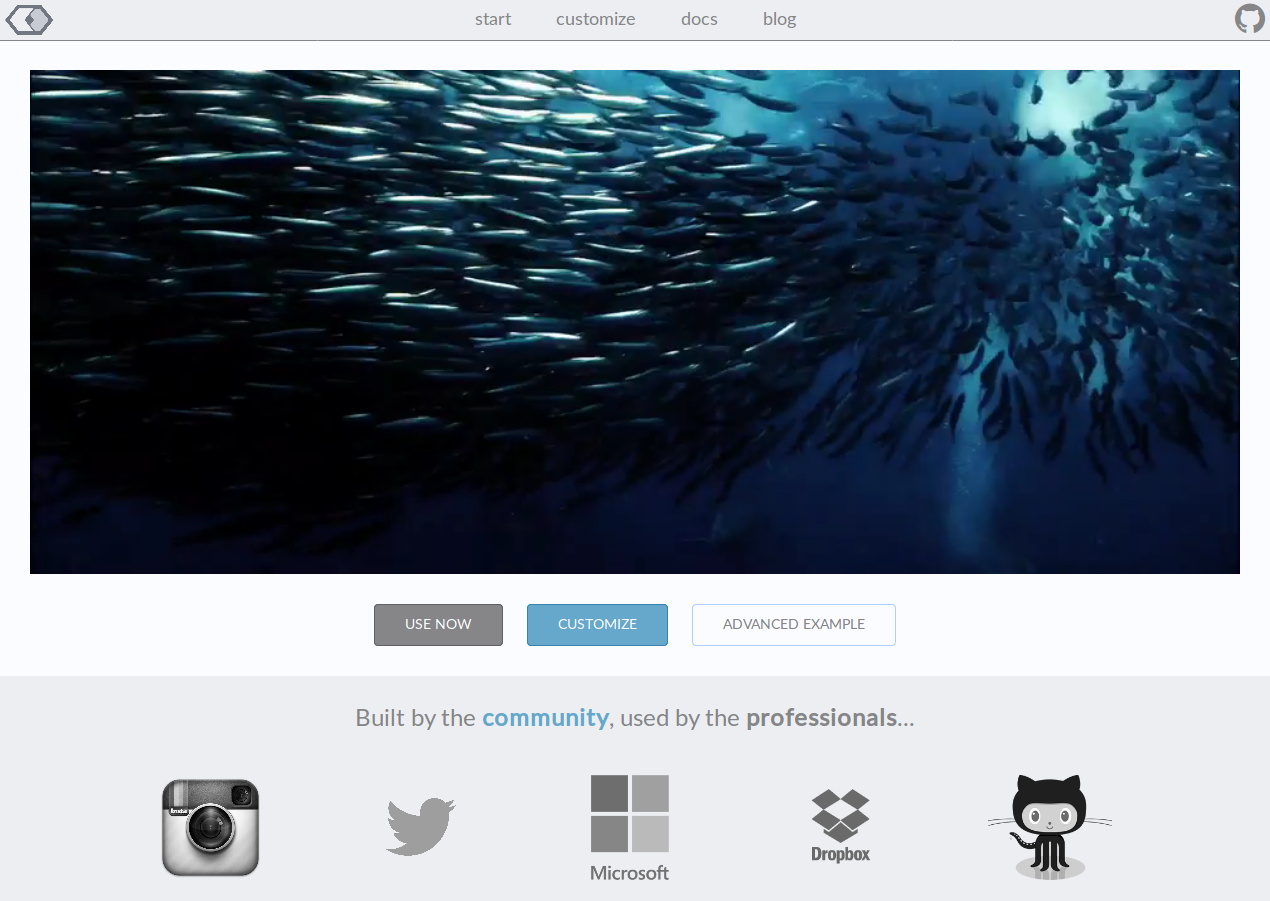 start customize docs blog
USE NOW CUSTOMIZE ADVANCED EXAMPLE
Built by the community, used by the professionals...
Insta
Microsoft
Dropbox